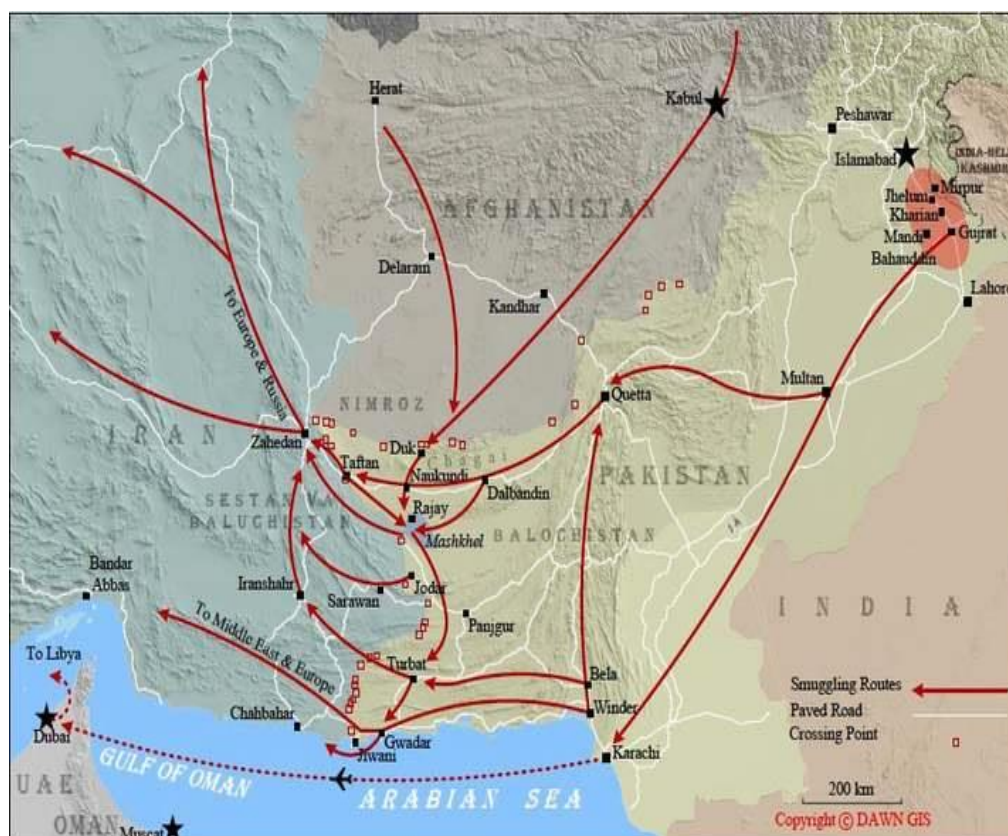 Herat
Kabul
Peshawar
Islamabad
INDIA-HELD
KASHMIR
Mirpur
Jhelum
Kharian
Mandi
Bahauddin
Gujrat
Lahore
AFGHANISTAN
Delarain
Kandhar
To Europe & Russia
NIMROZ
Quetta
Multan
IRAN
Zahedan
Duk
Chagai
Taftan
Naukundi
Dalbandin
PAKISTAN
SESTAN VA
BALUCHISTAN
Rajay
Mashkhel
BALOCHISTAN
Bandar
Abbas
Iranshahr
Jodar
Sarawan
Panjgur
INDIA
To Middle East & Europe
To Libya
Turbat
Bela
Winder
Chahbahar
Gwadar
Jiwani
Karachi
Dubai
GULF OF OMAN
ARABIAN SEA
UAE
OMAN
Muscat
Smuggling Routes
Paved Road
Crossing Point
200 km
Copyright © DAWN GIS